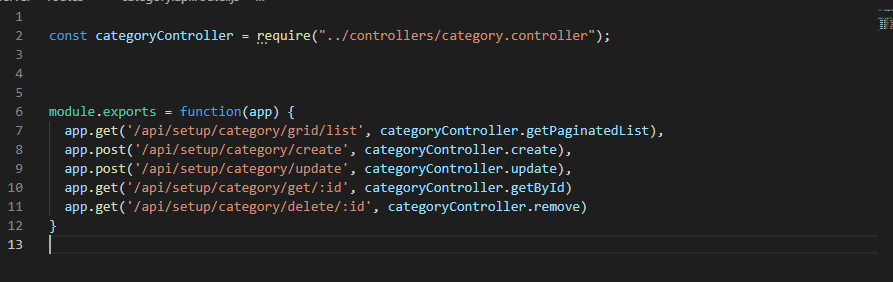 1
2 const categoryController = require("../controllers/category.controller");
3
4
5
6 module.exports = function(app) {
7 app.get('/api/setup/category/grid/list', categoryController.getPaginatedList),
8 app.post('/api/setup/category/create', categoryController.create),
9 app.post('/api/setup/category/update', categoryController.update),
10 app.get('/api/setup/category/get/:id', categoryController.getById)
11 app.get('/api/setup/category/delete/:id', categoryController.remove)
12 }
13